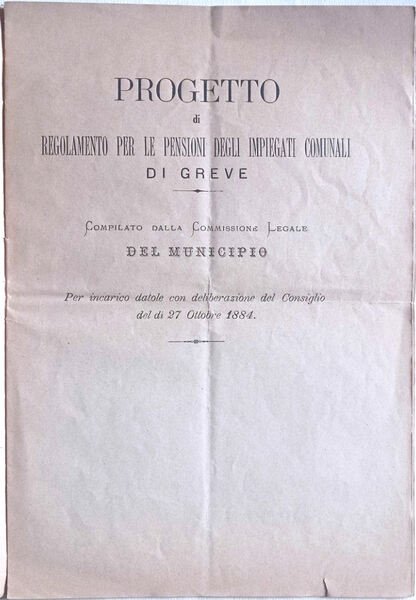 PROGETTO
di
REGOLAMENTO PER LE PENSIONI DEGLI IMPIEGATI COMUNALI
DI GREVE
COMPILATO DALLA COMMISSIONE LEGALE
DEL MUNICIPIO
Per incarico datole con deliberazione del Consiglio
del dì 27 Ottobre 1884.